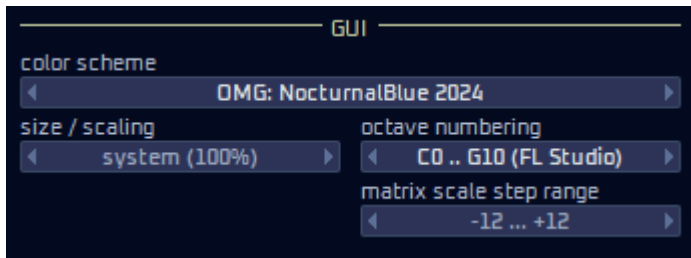 GUI
color scheme
OMG: NocturnalBlue 2024
size / scaling
octave numbering
system (100%)
C0 .. G10 (FL Studio)
matrix scale step range
-12 ... +12